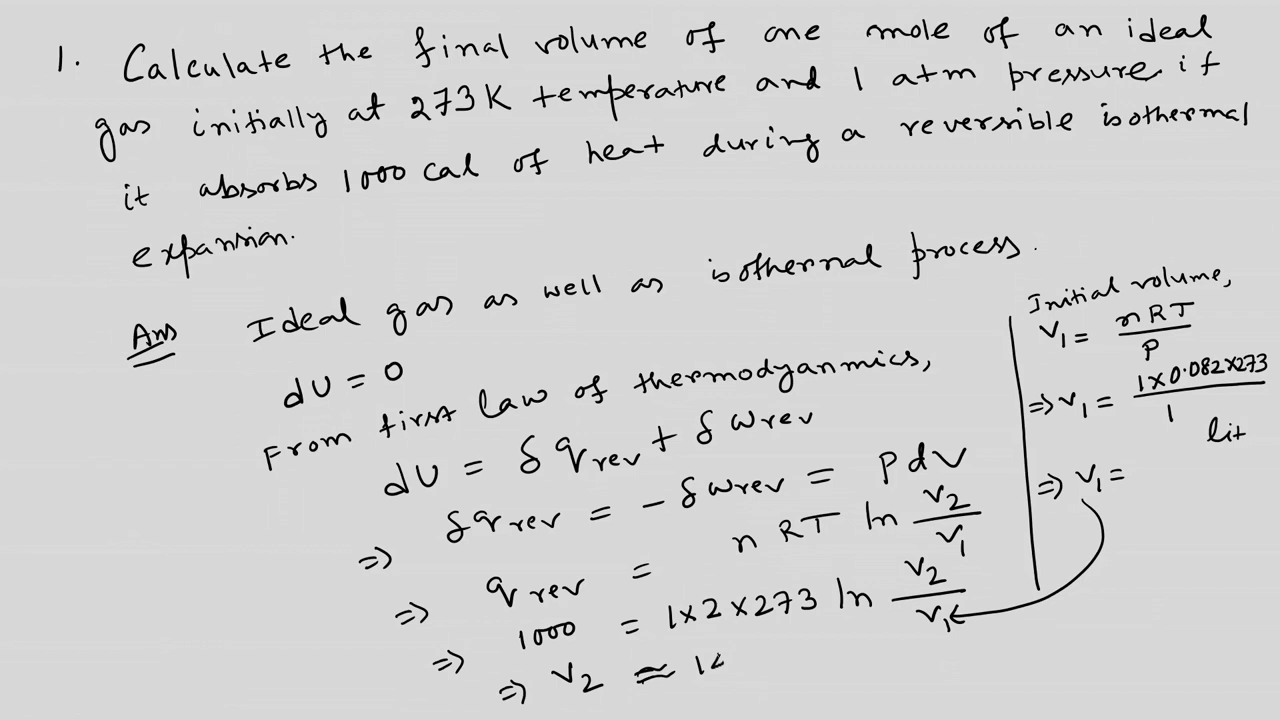 1. Calculate the final volume of one mole of an ideal
gas initially at 273K temperature and 1 atm pressure if
it absorbs 1000 cal of heat during a reversible isothermal
expansion.
Ans Ideal gas as well as isothermal process.
dU = 0
From first law of thermodyanmics,
dU = δqrev + δwrev
=> δqrev = - δwrev = PdV
=> qrev = nRT ln V2/V1
=> 1000 = 1×2×273 ln V2/V1
=> V2 ≈ 14
Initial volume,
V1 = nRT/P
=> V1 = 1×0.082×273/1 lit
=> V1 =